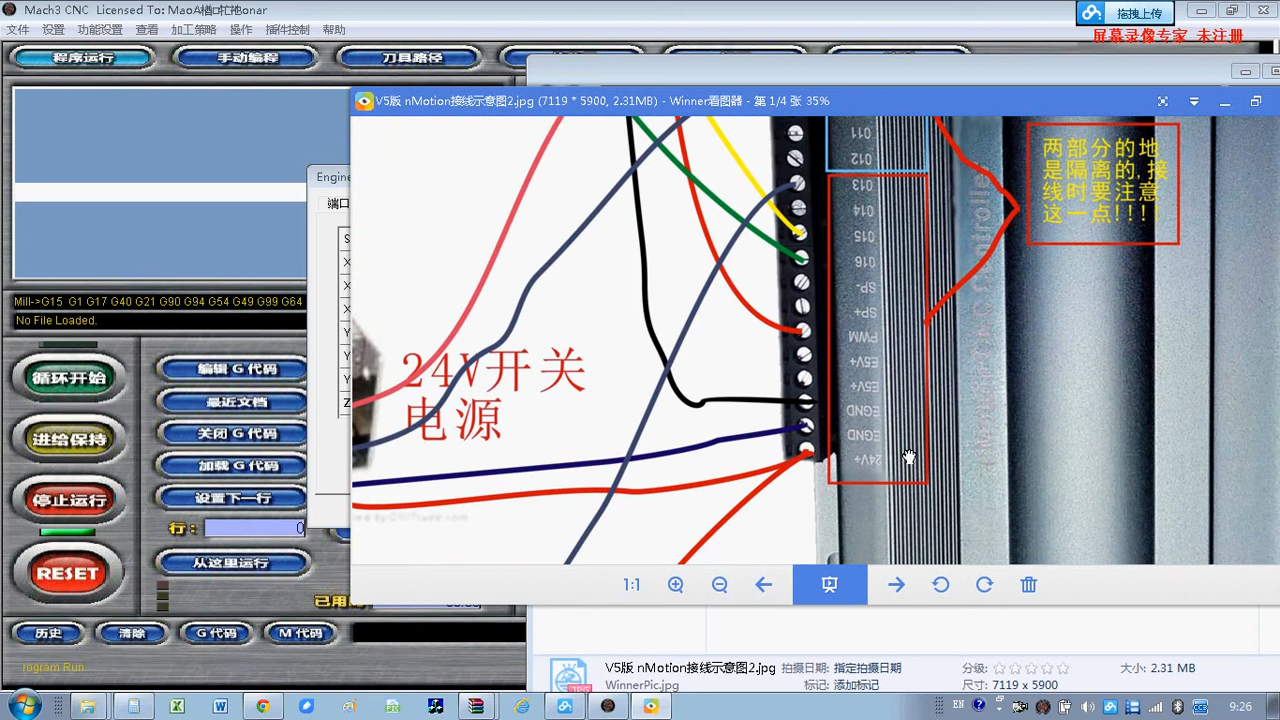 Mach3 CNC Licensed To: MaoA
拖拽上传
屏幕录像专家 未注册
文件 设置 功能设置 查看 加工策略 操作 插件控制 帮助
程序运行 手动编程 刀具路径
V5版 nMotion接线示意图2.jpg (7119 * 5900, 2.31MB) - Winner看图器 - 第 1/4 张 35%
Engine
端口
S
X
X
X
Y
Y
Y
Z
Mill->G15 G1 G17 G40 G21 G90 G94 G54 G49 G99 G64
No File Loaded.
循环开始
进给保持
停止运行
RESET
编辑 G 代码
最近文档
关闭 G 代码
加载 G 代码
设置下一行
行: 0
从这里运行
已用
历史 清除 G 代码 M 代码
rogram Run
24V开关
电源
011
012
013
014
015
016
SP-
SP+
PWM
E5V+
E5V+
EGND
EGND
24V+
两部分的地
是隔离的,接
线时要注意
这一点!!!!
1:1
V5版 nMotion接线示意图2.jpg 拍摄日期: 指定拍摄日期 分级: 大小: 2.31 MB
WinnerPic.jpg 标记: 添加标记 尺寸: 7119 x 5900
EN 9:26